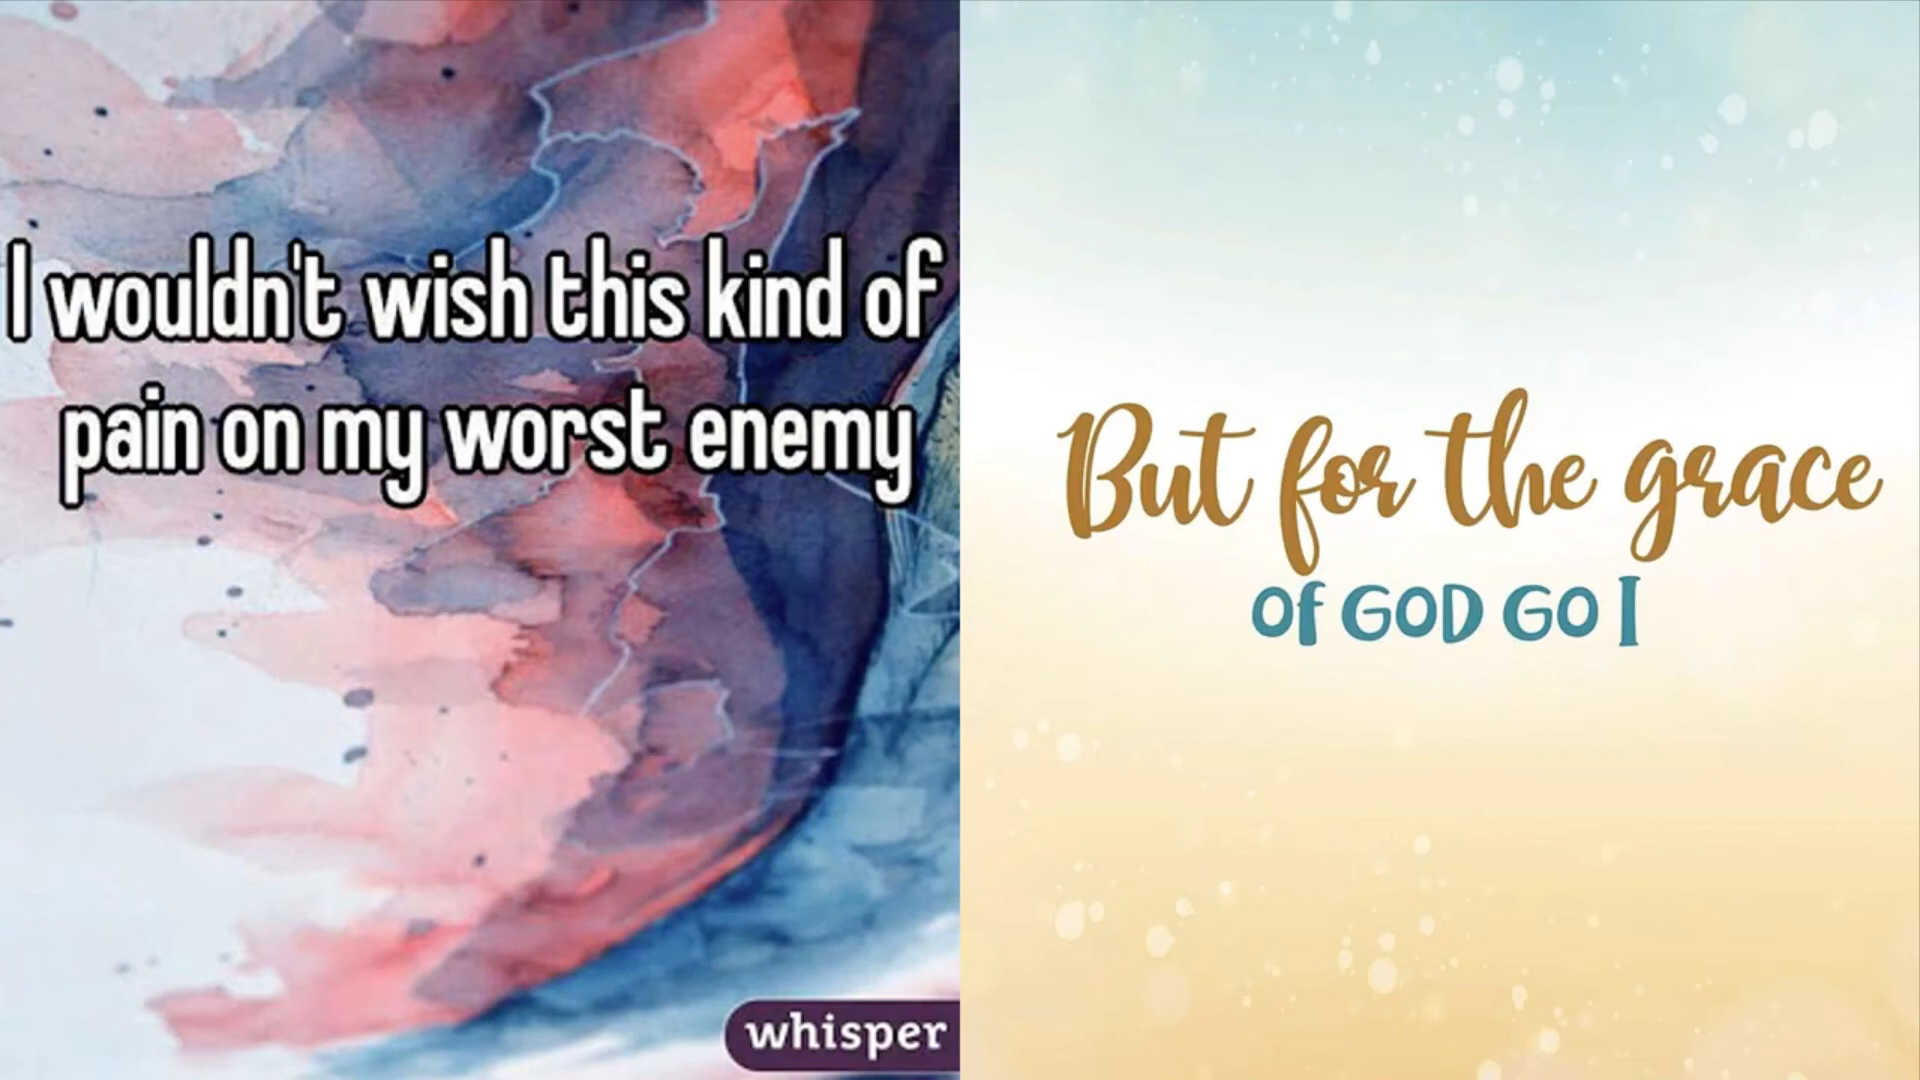 I wouldn't wish this kind of
pain on my worst enemy
whisper
But for the grace
of GOD GO I